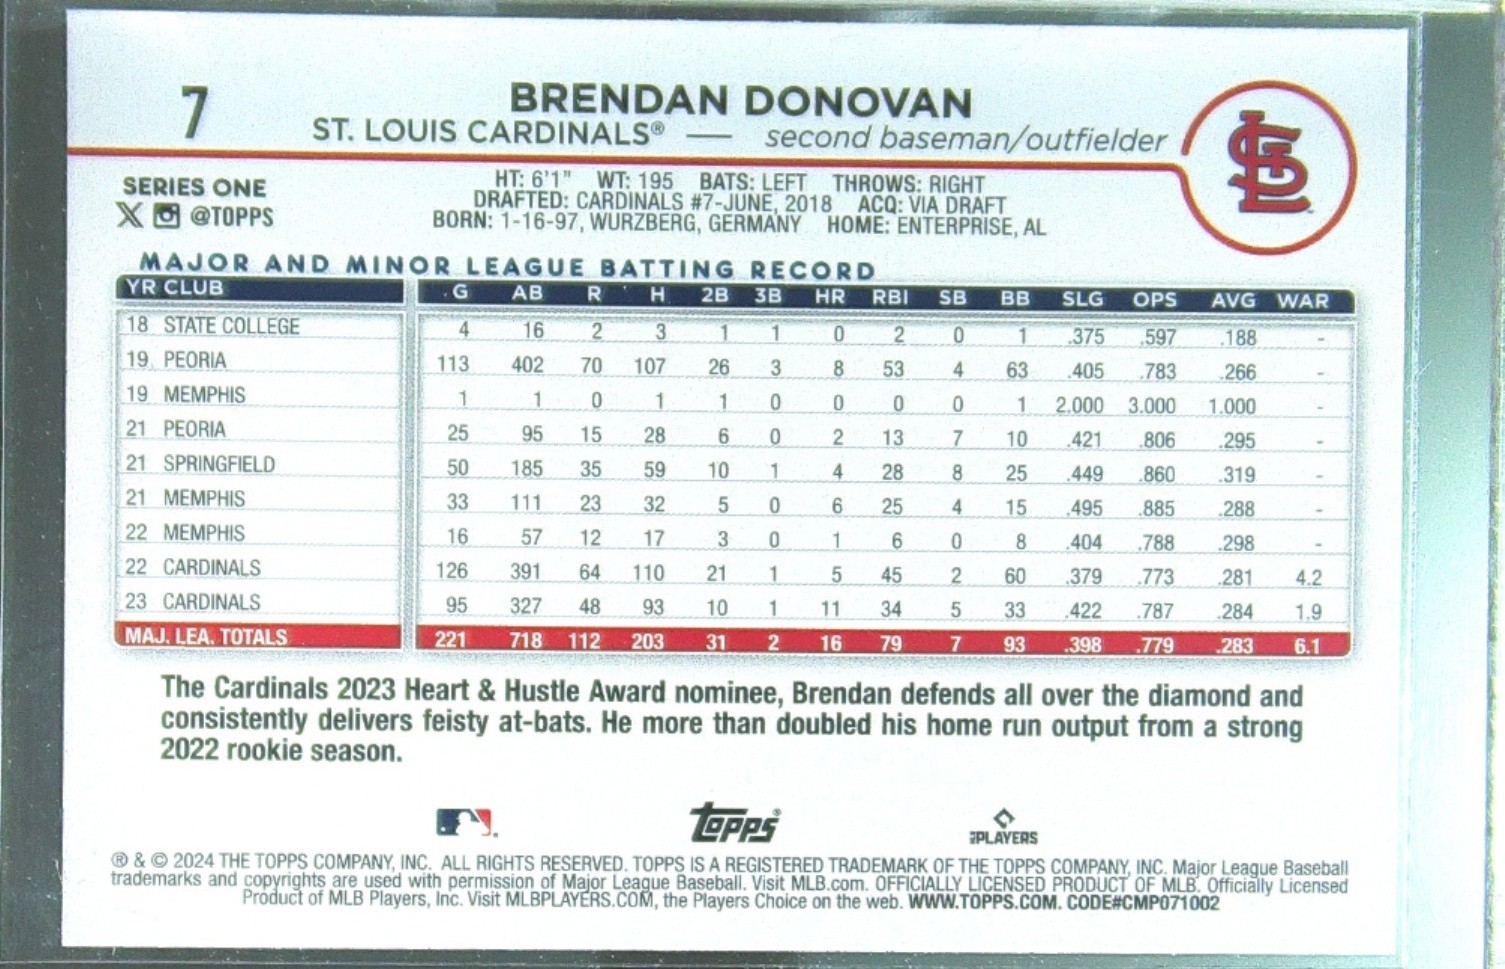 7
BRENDAN DONOVAN
ST. LOUIS CARDINALS® — second baseman/outfielder
STL
SERIES ONE
X @TOPPS
HT: 6'1" WT: 195 BATS: LEFT THROWS: RIGHT
DRAFTED: CARDINALS #7-JUNE, 2018 ACQ: VIA DRAFT
BORN: 1-16-97, WURZBERG, GERMANY HOME: ENTERPRISE, AL
MAJOR AND MINOR LEAGUE BATTING RECORD
YR CLUB G AB R H 2B 3B HR RBI SB BB SLG OPS AVG WAR
18 STATE COLLEGE 4 16 2 3 1 1 0 2 0 1 .375 .597 .188 -
19 PEORIA 113 402 70 107 26 3 8 53 4 63 .405 .783 .266 -
19 MEMPHIS 1 1 0 1 1 0 0 0 0 1 2.000 3.000 1.000 -
21 PEORIA 25 95 15 28 6 0 2 13 7 10 .421 .806 .295 -
21 SPRINGFIELD 50 185 35 59 10 1 4 28 8 25 .449 .860 .319 -
21 MEMPHIS 33 111 23 32 5 0 6 25 4 15 .495 .885 .288 -
22 MEMPHIS 16 57 12 17 3 0 1 6 0 8 .404 .788 .298 -
22 CARDINALS 126 391 64 110 21 1 5 45 2 60 .379 .773 .281 4.2
23 CARDINALS 95 327 48 93 10 1 11 34 5 33 .422 .787 .284 1.9
MAJ. LEA. TOTALS 221 718 112 203 31 2 16 79 7 93 .398 .779 .283 6.1
The Cardinals 2023 Heart & Hustle Award nominee, Brendan defends all over the diamond and
consistently delivers feisty at-bats. He more than doubled his home run output from a strong
2022 rookie season.
Topps®
MLBPLAYERS
® & © 2024 THE TOPPS COMPANY, INC. ALL RIGHTS RESERVED. TOPPS IS A REGISTERED TRADEMARK OF THE TOPPS COMPANY, INC. Major League Baseball
trademarks and copyrights are used with permission of Major League Baseball. Visit MLB.com. OFFICIALLY LICENSED PRODUCT OF MLB. Officially Licensed
Product of MLB Players, Inc. Visit MLBPLAYERS.COM, the Players Choice on the web. WWW.TOPPS.COM. CODE#CMP071002